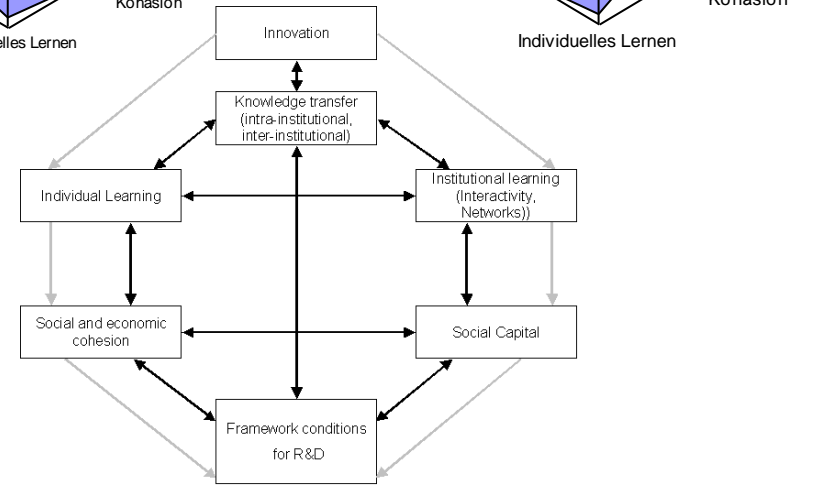 Kohäsion
Kohäsion
elles Lernen
Individuelles Lernen
Innovation
Knowledge transfer
(intra-institutional,
inter-institutional)
Individual Learning
Institutional learning
(Interactivity,
Networks))
Social and economic
cohesion
Social Capital
Framework conditions
for R&D